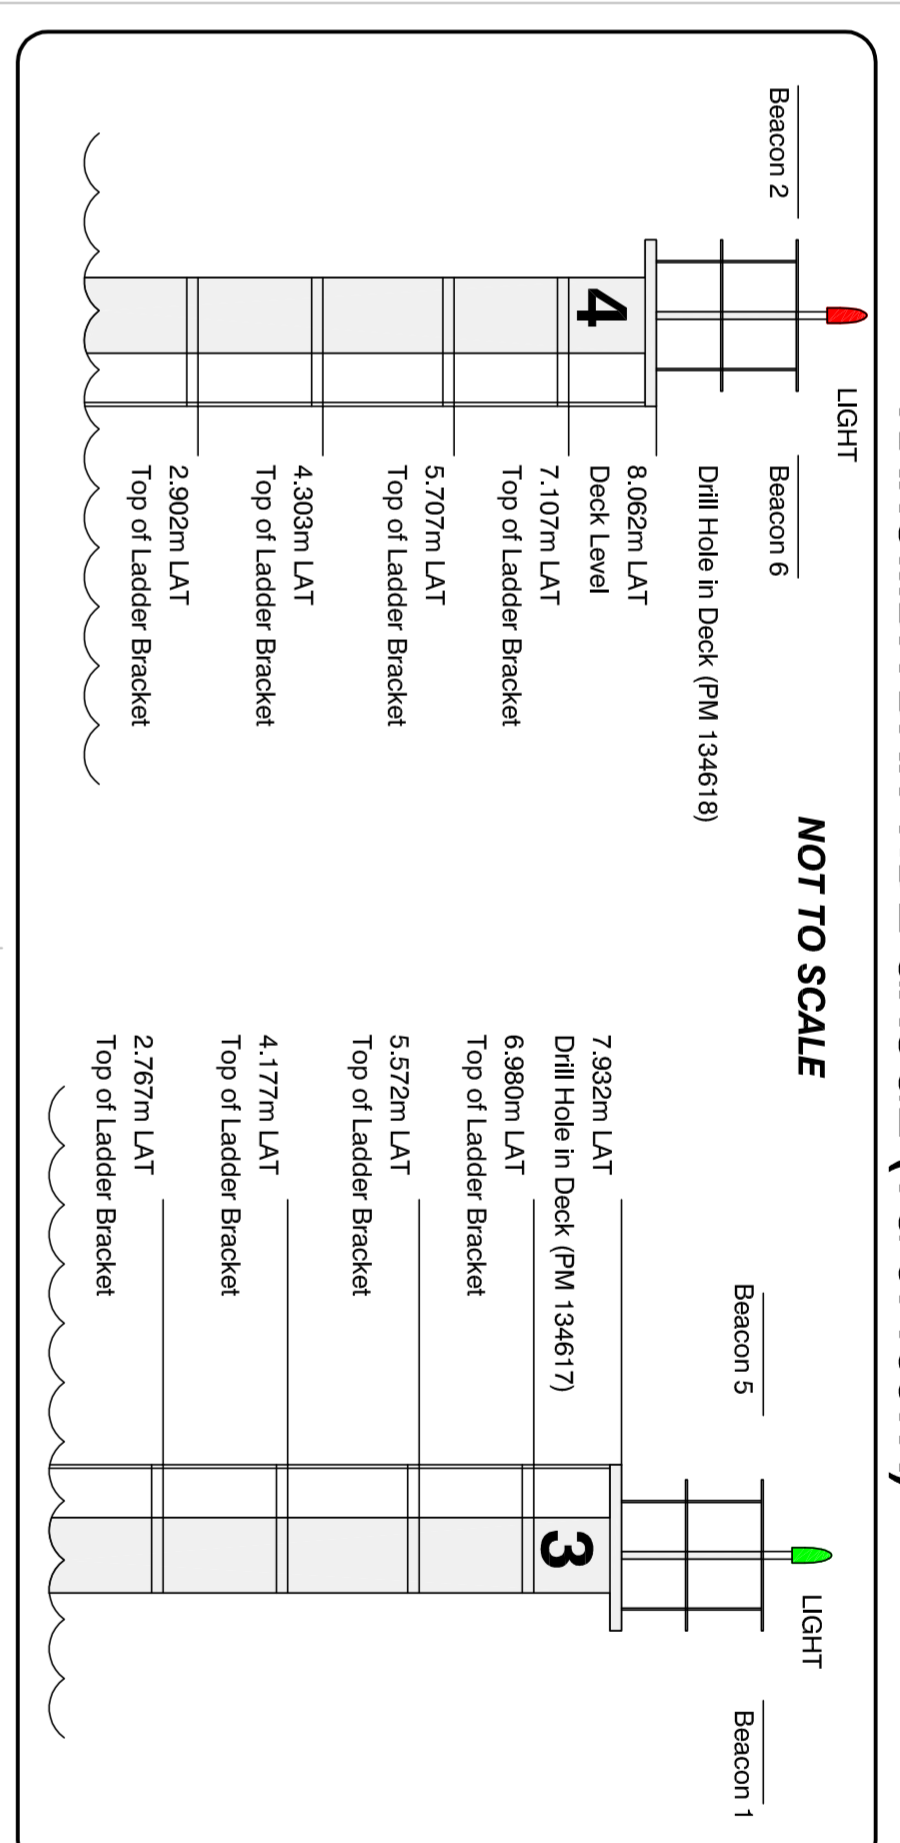 LIGHT
Beacon 2
Beacon 6
Drill Hole in Deck (PM 134618)
8.062m LAT
Deck Level
4
7.107m LAT
Top of Ladder Bracket
5.707m LAT
Top of Ladder Bracket
4.303m LAT
Top of Ladder Bracket
2.902m LAT
Top of Ladder Bracket
NOT TO SCALE
LIGHT
Beacon 5
Beacon 1
7.932m LAT
Drill Hole in Deck (PM 134617)
3
6.980m LAT
Top of Ladder Bracket
5.572m LAT
Top of Ladder Bracket
4.177m LAT
Top of Ladder Bracket
2.767m LAT
Top of Ladder Bracket